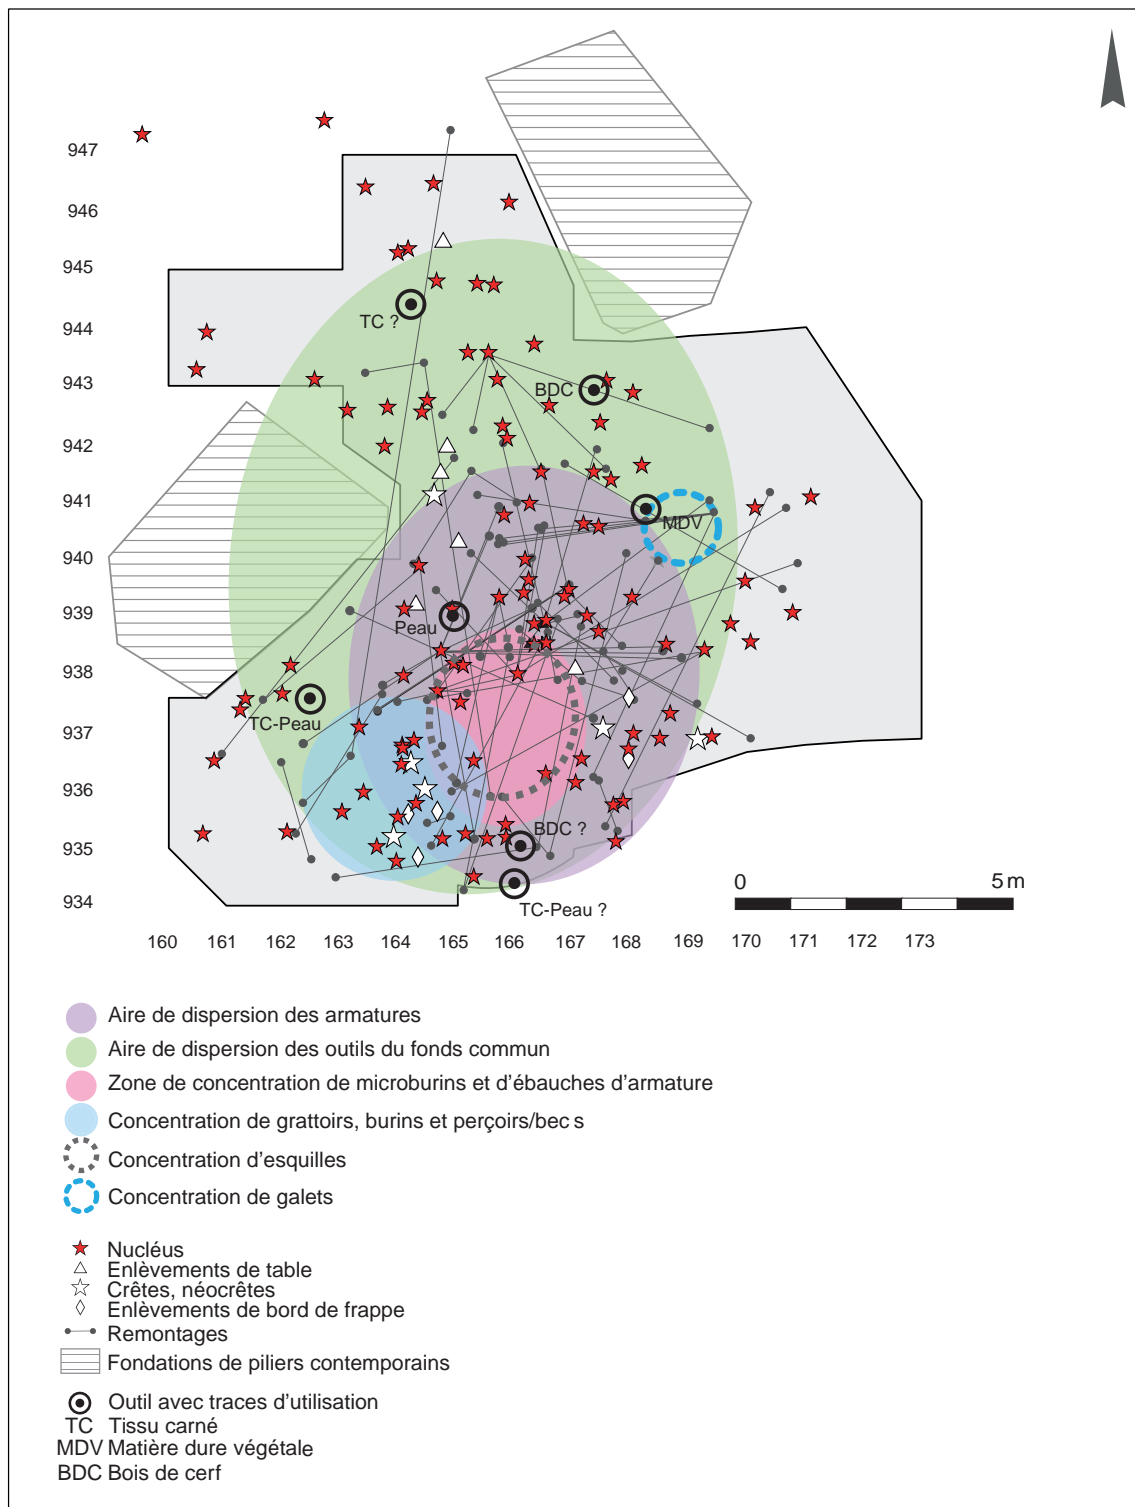 947
946
945
944
943
942
941
940
939
938
937
936
935
934
TC ?
BDC
MDV
Peau
TC-Peau
BDC ?
TC-Peau ?
0 5 m
160 161 162 163 164 165 166 167 168 169 170 171 172 173
Aire de dispersion des armatures
Aire de dispersion des outils du fonds commun
Zone de concentration de microburins et d'ébauches d'armature
Concentration de grattoirs, burins et perçoirs/becs
Concentration d'esquilles
Concentration de galets
Nucléus
Enlèvements de table
Crêtes, néocrêtes
Enlèvements de bord de frappe
Remontages
Fondations de piliers contemporains
Outil avec traces d'utilisation
TC Tissu carné
MDV Matière dure végétale
BDC Bois de cerf